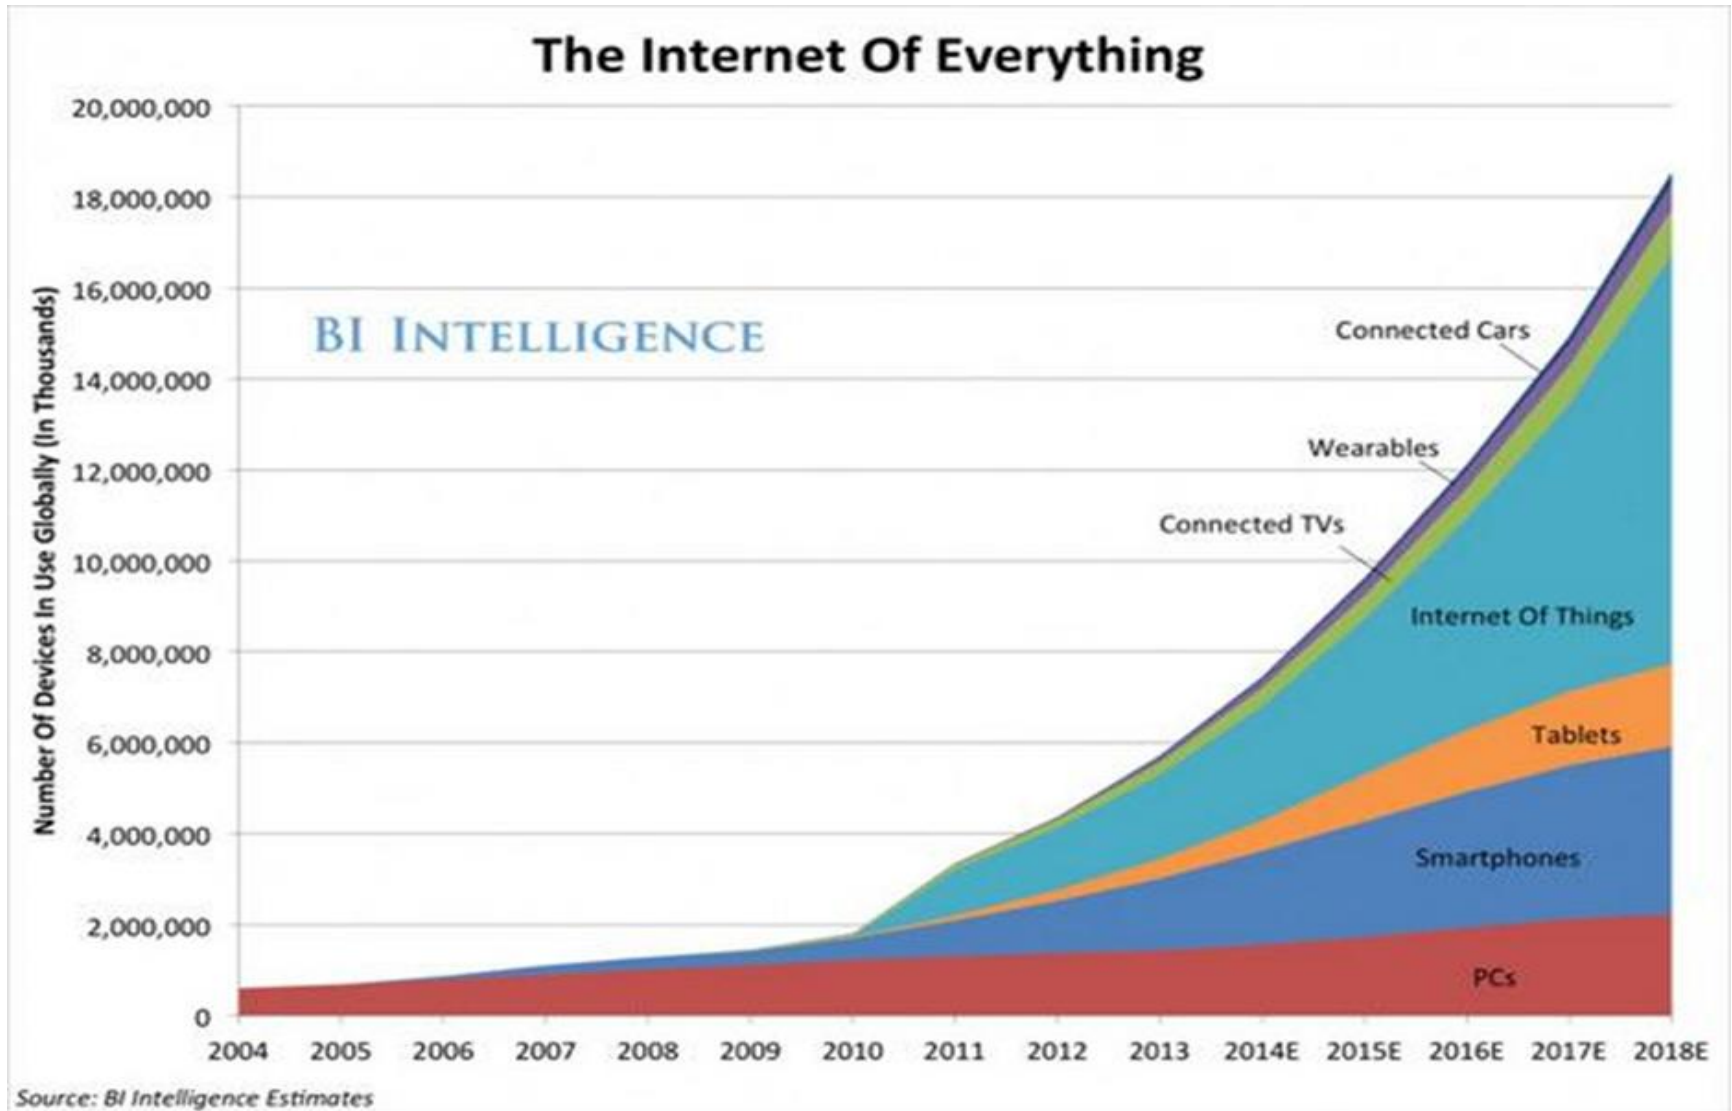 The Internet Of Everything
20,000,000
18,000,000
16,000,000
14,000,000
12,000,000
10,000,000
8,000,000
6,000,000
4,000,000
2,000,000
0
Number Of Devices In Use Globally (In Thousands)
BI INTELLIGENCE
Connected Cars
Wearables
Connected TVs
Internet Of Things
Tablets
Smartphones
PCs
2004 2005 2006 2007 2008 2009 2010 2011 2012 2013 2014E 2015E 2016E 2017E 2018E
Source: BI Intelligence Estimates